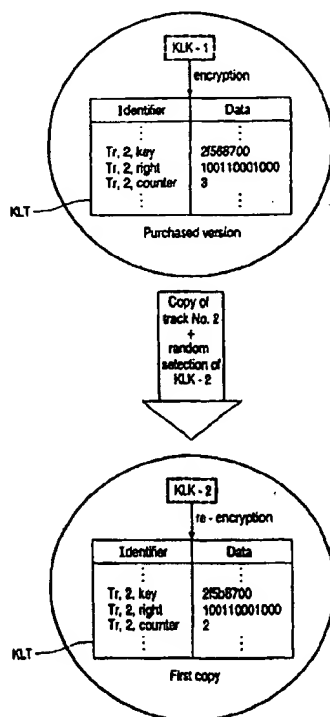 KLK - 1
encryption
Identifier Data
Tr, 2, key 2f568700
Tr, 2, right 100110001000
Tr, 2, counter 3
KLT
Purchased version
Copy of
track No. 2
+
random
selection of
KLK - 2
KLK - 2
re - encryption
Identifier Data
Tr, 2, key 2f5b8700
Tr, 2, right 100110001000
Tr, 2, counter 2
KLT
First copy